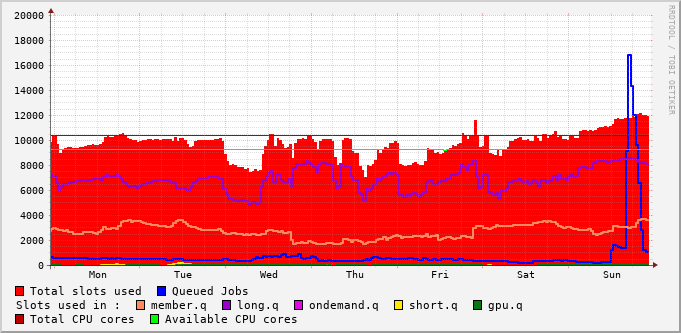 20000
18000
16000
14000
12000
10000
8000
6000
4000
2000
0
Mon Tue Wed Thu Fri Sat Sun
Total slots used Queued Jobs
Slots used in : member.q long.q ondemand.q short.q gpu.q
Total CPU cores Available CPU cores
RRDTOOL / TOBI OETIKER